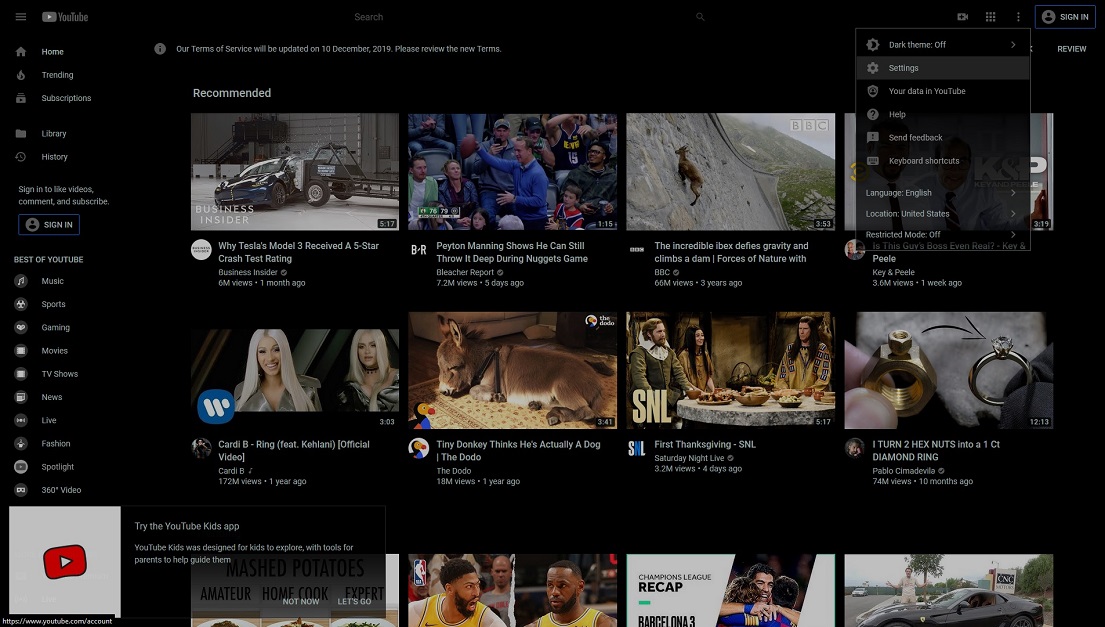 YouTube
Search
SIGN IN
Home
Trending
Subscriptions
Library
History
Sign in to like videos,
comment, and subscribe.
SIGN IN
BEST OF YOUTUBE
Music
Sports
Gaming
Movies
TV Shows
News
Live
Fashion
Spotlight
360° Video
Our Terms of Service will be updated on 10 December, 2019. Please review the new Terms.
REVIEW
Dark theme: Off
Settings
Your data in YouTube
Help
Send feedback
Keyboard shortcuts
Language: English
Location: United States
Restricted Mode: Off
Recommended
BUSINESS
INSIDER
5:17
Why Tesla's Model 3 Received A 5-Star
Crash Test Rating
Business Insider
6M views • 1 month ago
15
76 79
1:15
B/R
Peyton Manning Shows He Can Still
Throw It Deep During Nuggets Game
Bleacher Report
7.2M views • 5 days ago
BBC
3:53
BBC
The incredible ibex defies gravity and
climbs a dam | Forces of Nature with
BBC
66M views • 3 years ago
K&P
KEY AND PEELE
3:19
Is This Guy's Boss Even Real? - Key &
Peele
Key & Peele
3.6M views • 1 week ago
3:03
Cardi B - Ring (feat. Kehlani) [Official
Video]
Cardi B
172M views • 1 year ago
the
dodo
3:41
Tiny Donkey Thinks He's Actually A Dog
| The Dodo
The Dodo
18M views • 1 year ago
SNL
5:17
SNL
First Thanksgiving - SNL
Saturday Night Live
3.2M views • 4 days ago
12:13
I TURN 2 HEX NUTS into a 1 Ct
DIAMOND RING
Pablo Cimadevila
74M views • 10 months ago
Try the YouTube Kids app
YouTube Kids was designed for kids to explore, with tools for
parents to help guide them
NOT NOW
LET'S GO
MASHED POTATOES
AMATEUR HOME COOK EXPERT
NBA
CHAMPIONS LEAGUE
RECAP
BARCELONA 3
CNC
https://www.youtube.com/account